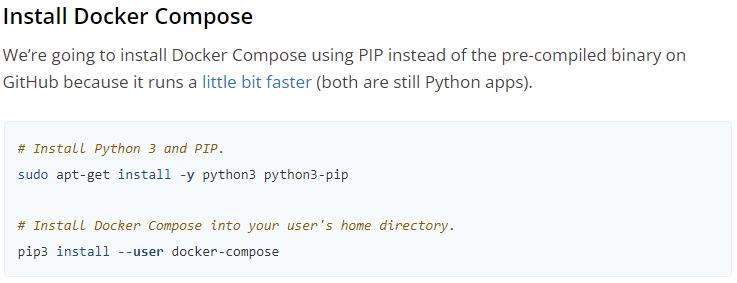 Install Docker Compose
We’re going to install Docker Compose using PIP instead of the pre-compiled binary on
GitHub because it runs a little bit faster (both are still Python apps).
# Install Python 3 and PIP.
sudo apt-get install -y python3 python3-pip
# Install Docker Compose into your user's home directory.
pip3 install --user docker-compose